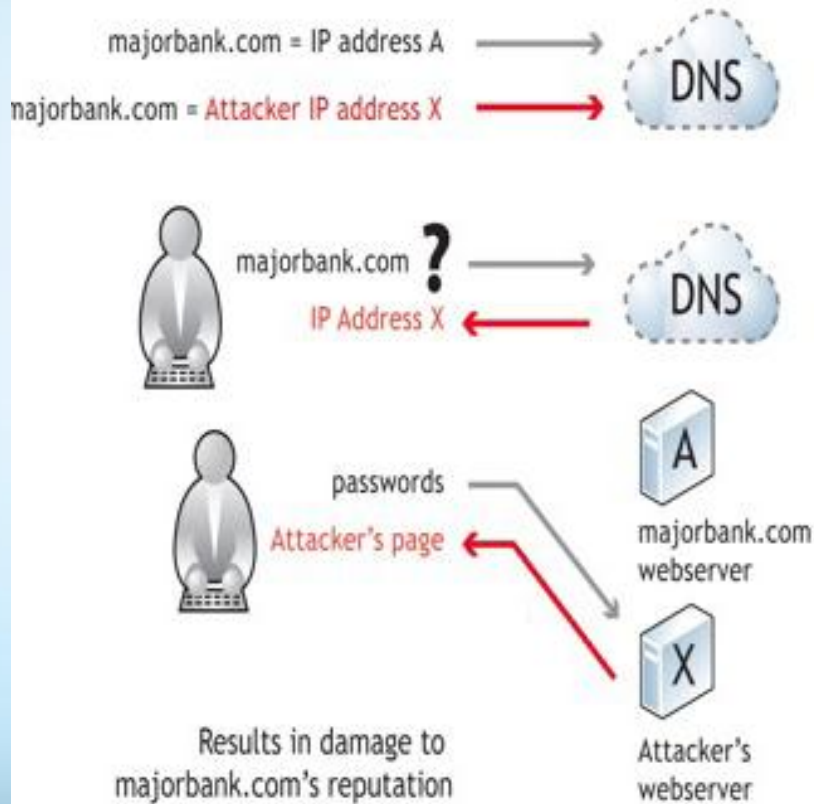 majorbank.com = IP address A
DNS
majorbank.com = Attacker IP address X
majorbank.com ?
IP Address X
DNS
passwords
Attacker's page
A
majorbank.com
webserver
X
Attacker's
webserver
Results in damage to
majorbank.com's reputation